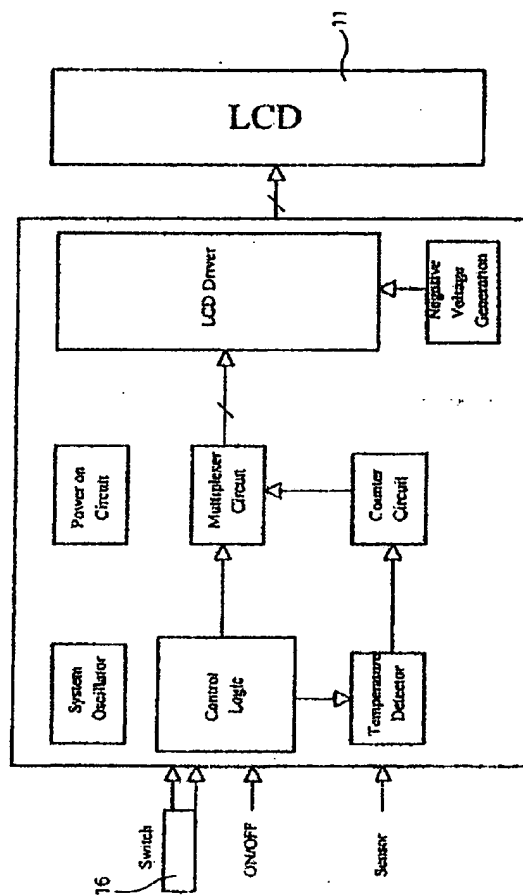 11
LCD
LCD Driver
Negative
Voltage
Generation
Power on
Circuit
Multiplexer
Circuit
Counter
Circuit
System
Oscillator
Control
Logic
Temperature
Detector
Switch
16
ON/OFF
Sensor